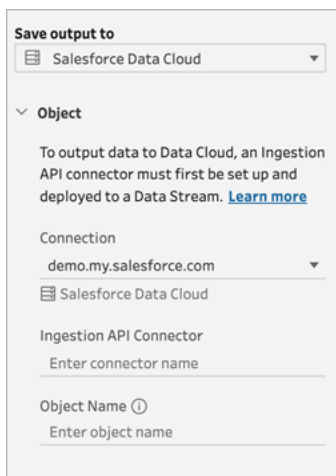 Save output to
Salesforce Data Cloud
Object
To output data to Data Cloud, an Ingestion
API connector must first be set up and
deployed to a Data Stream. Learn more
Connection
demo.my.salesforce.com
Salesforce Data Cloud
Ingestion API Connector
Enter connector name
Object Name
Enter object name